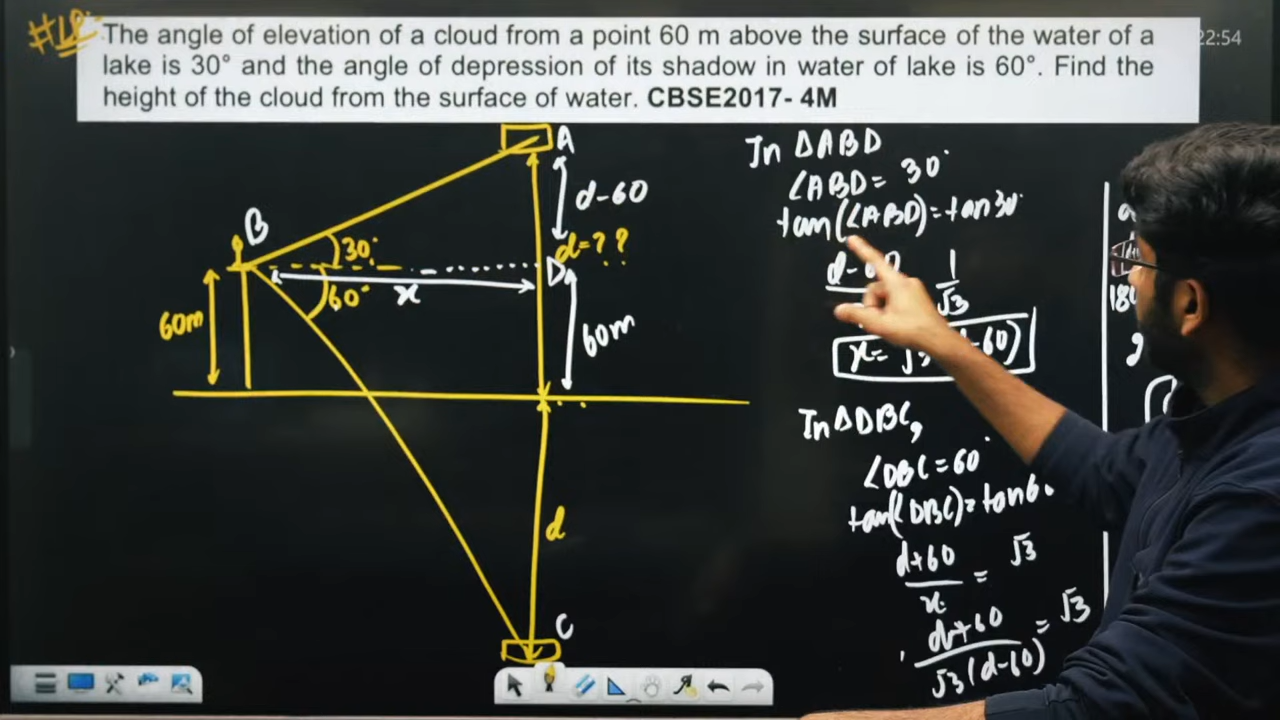 #LQ
The angle of elevation of a cloud from a point 60 m above the surface of the water of a
lake is 30° and the angle of depression of its shadow in water of lake is 60°. Find the
height of the cloud from the surface of water. CBSE2017- 4M
22:54
A
d-60
B
30°
d=??
D
60°
x
60m
60m
d
C
In ΔABD
∠ABD= 30°
tan(∠ABD)=tan30°
1
√3
x=
In ΔDBC,
∠DBC=60°
tan(∠DBC)=tan60
d+60
x
= √3
d+60
√3(d-60)
= √3
180